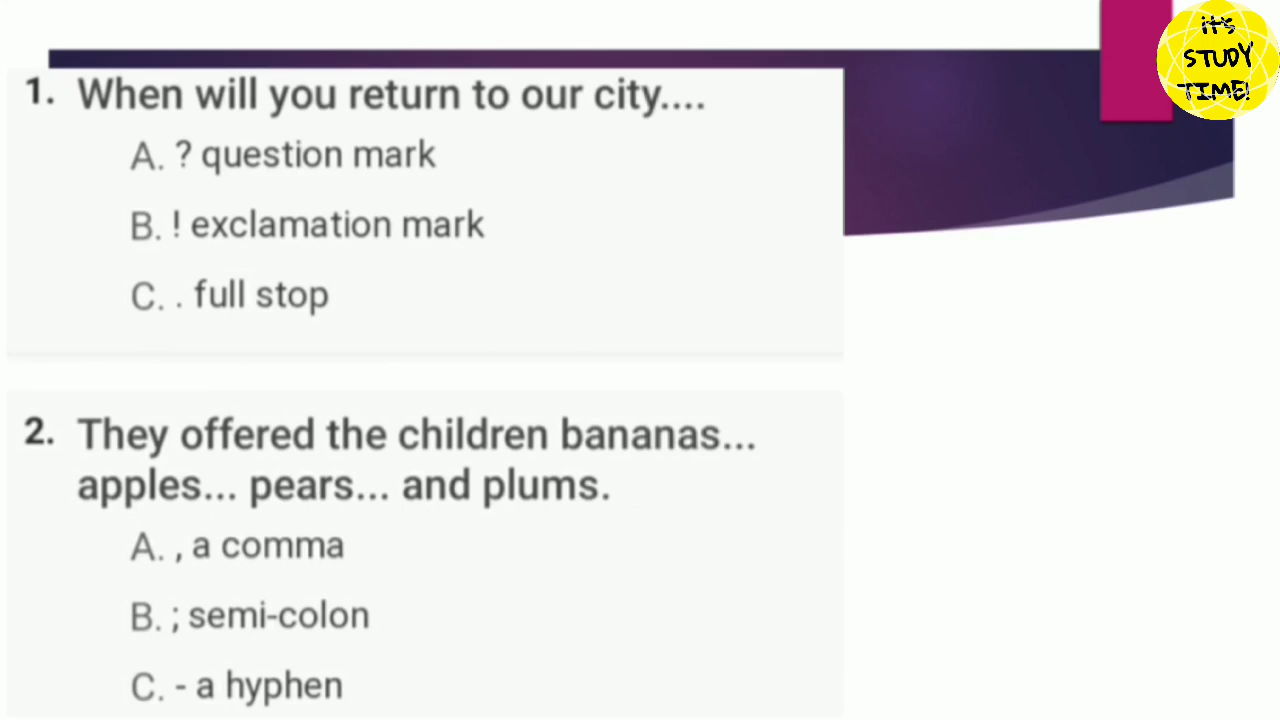 iT's
STUDY
TIME!
1. When will you return to our city....
A. ? question mark
B. ! exclamation mark
C. . full stop
2. They offered the children bananas...
apples... pears... and plums.
A. , a comma
B. ; semi-colon
C. - a hyphen